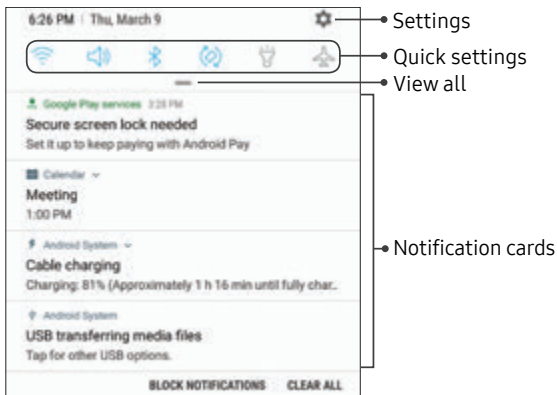 6:26 PM | Thu, March 9
Settings
Quick settings
View all
Google Play services 3:28 PM
Secure screen lock needed
Set it up to keep paying with Android Pay
Calendar
Meeting
1:00 PM
Android System
Cable charging
Charging: 81% (Approximately 1 h 16 min until fully char..
Notification cards
Android System
USB transferring media files
Tap for other USB options.
BLOCK NOTIFICATIONS CLEAR ALL